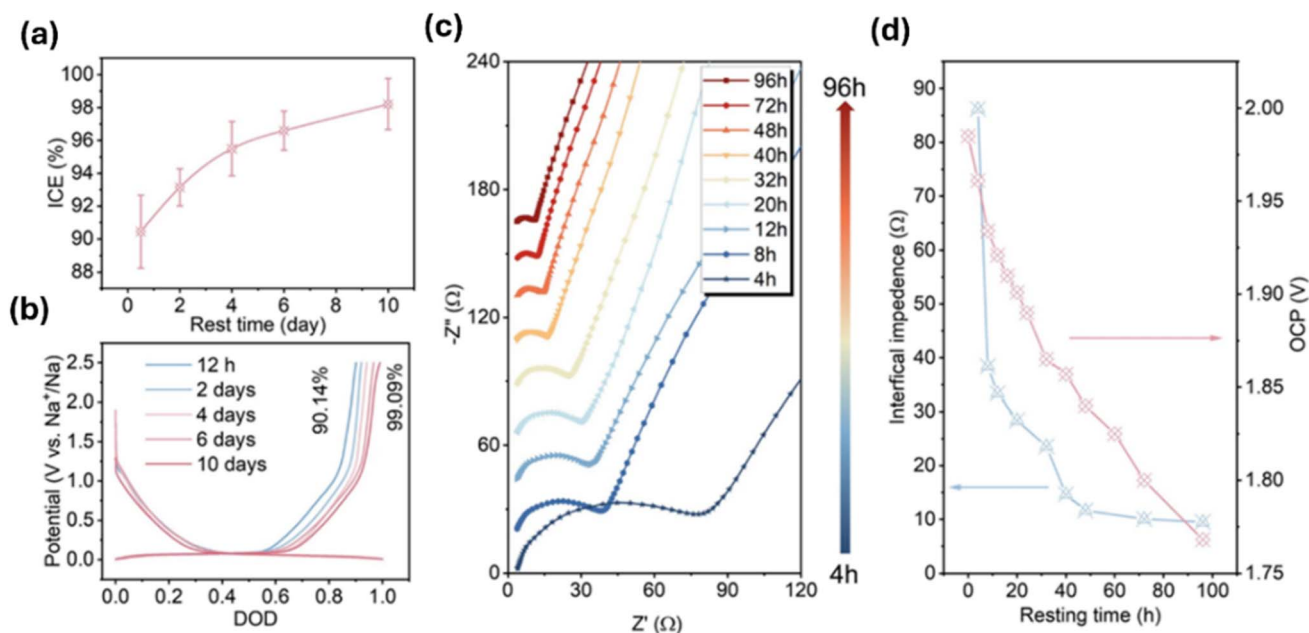 (a)
100
98
96
94
92
90
88
ICE (%)
0
2
4
6
8
10
Rest time (day)
(b)
2.5
2.0
1.5
1.0
0.5
0.0
Potential (V vs. Na⁺/Na)
12 h
2 days
4 days
6 days
10 days
90.14%
99.09%
0.0
0.2
0.4
0.6
0.8
1.0
DOD
(c)
240
180
120
60
0
-Z" (Ω)
96h
72h
48h
40h
32h
20h
12h
8h
4h
0
30
60
90
120
Z' (Ω)
96h
4h
(d)
90
80
70
60
50
40
30
20
10
0
Interfical impedence (Ω)
2.00
1.95
1.90
1.85
1.80
1.75
OCP (V)
0
20
40
60
80
100
Resting time (h)